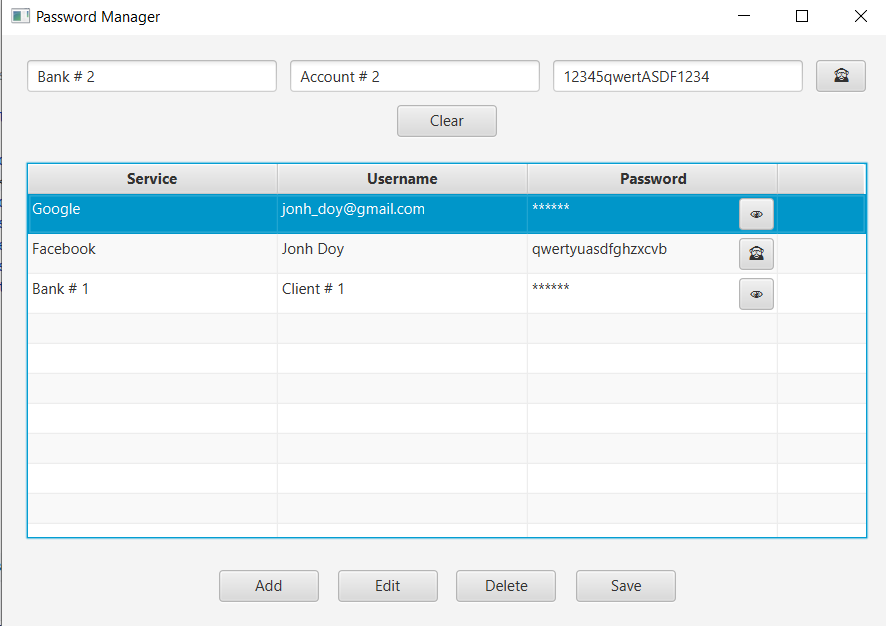 Password Manager
Bank # 2 Account # 2 12345qwertASDF1234
Clear
Service Username Password
Google jonh_doy@gmail.com ******
Facebook Jonh Doy qwertyuasdfghzxcvb
Bank # 1 Client # 1 ******
Add Edit Delete Save